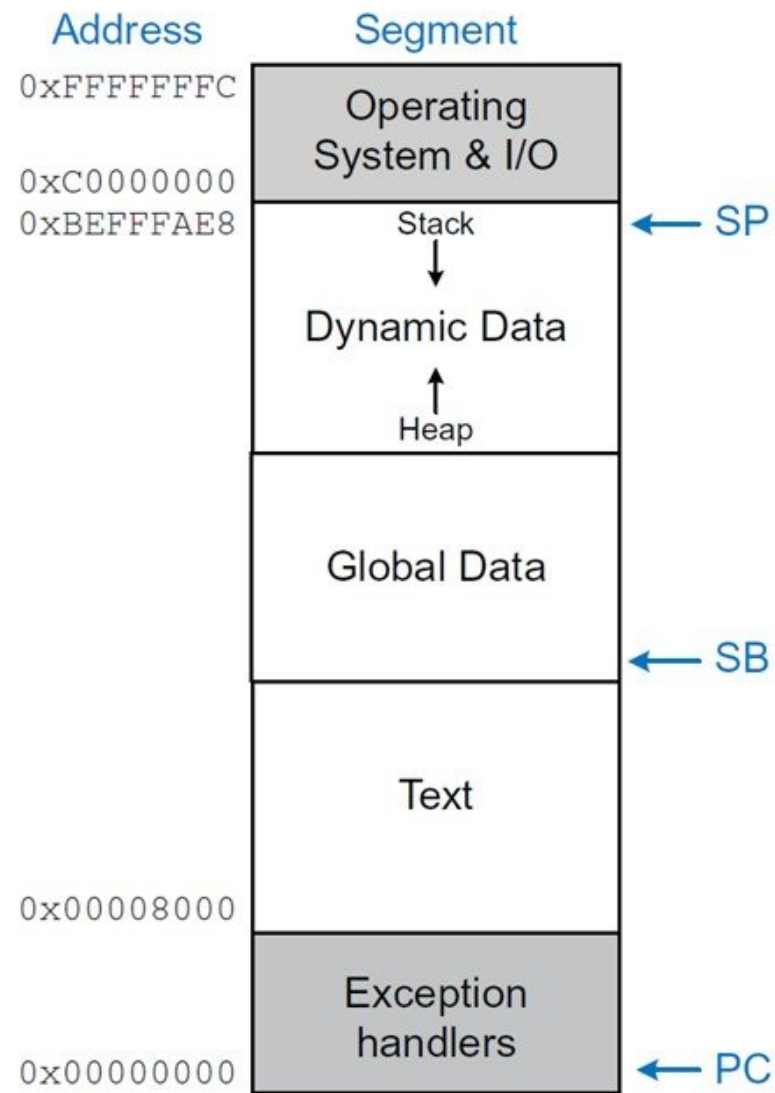 Address Segment
0xFFFFFFFC
Operating
System & I/O
0xC0000000
0xBEFFFAE8 Stack SP
Dynamic Data
Heap
Global Data
SB
Text
0x00008000
Exception
handlers
0x00000000 PC